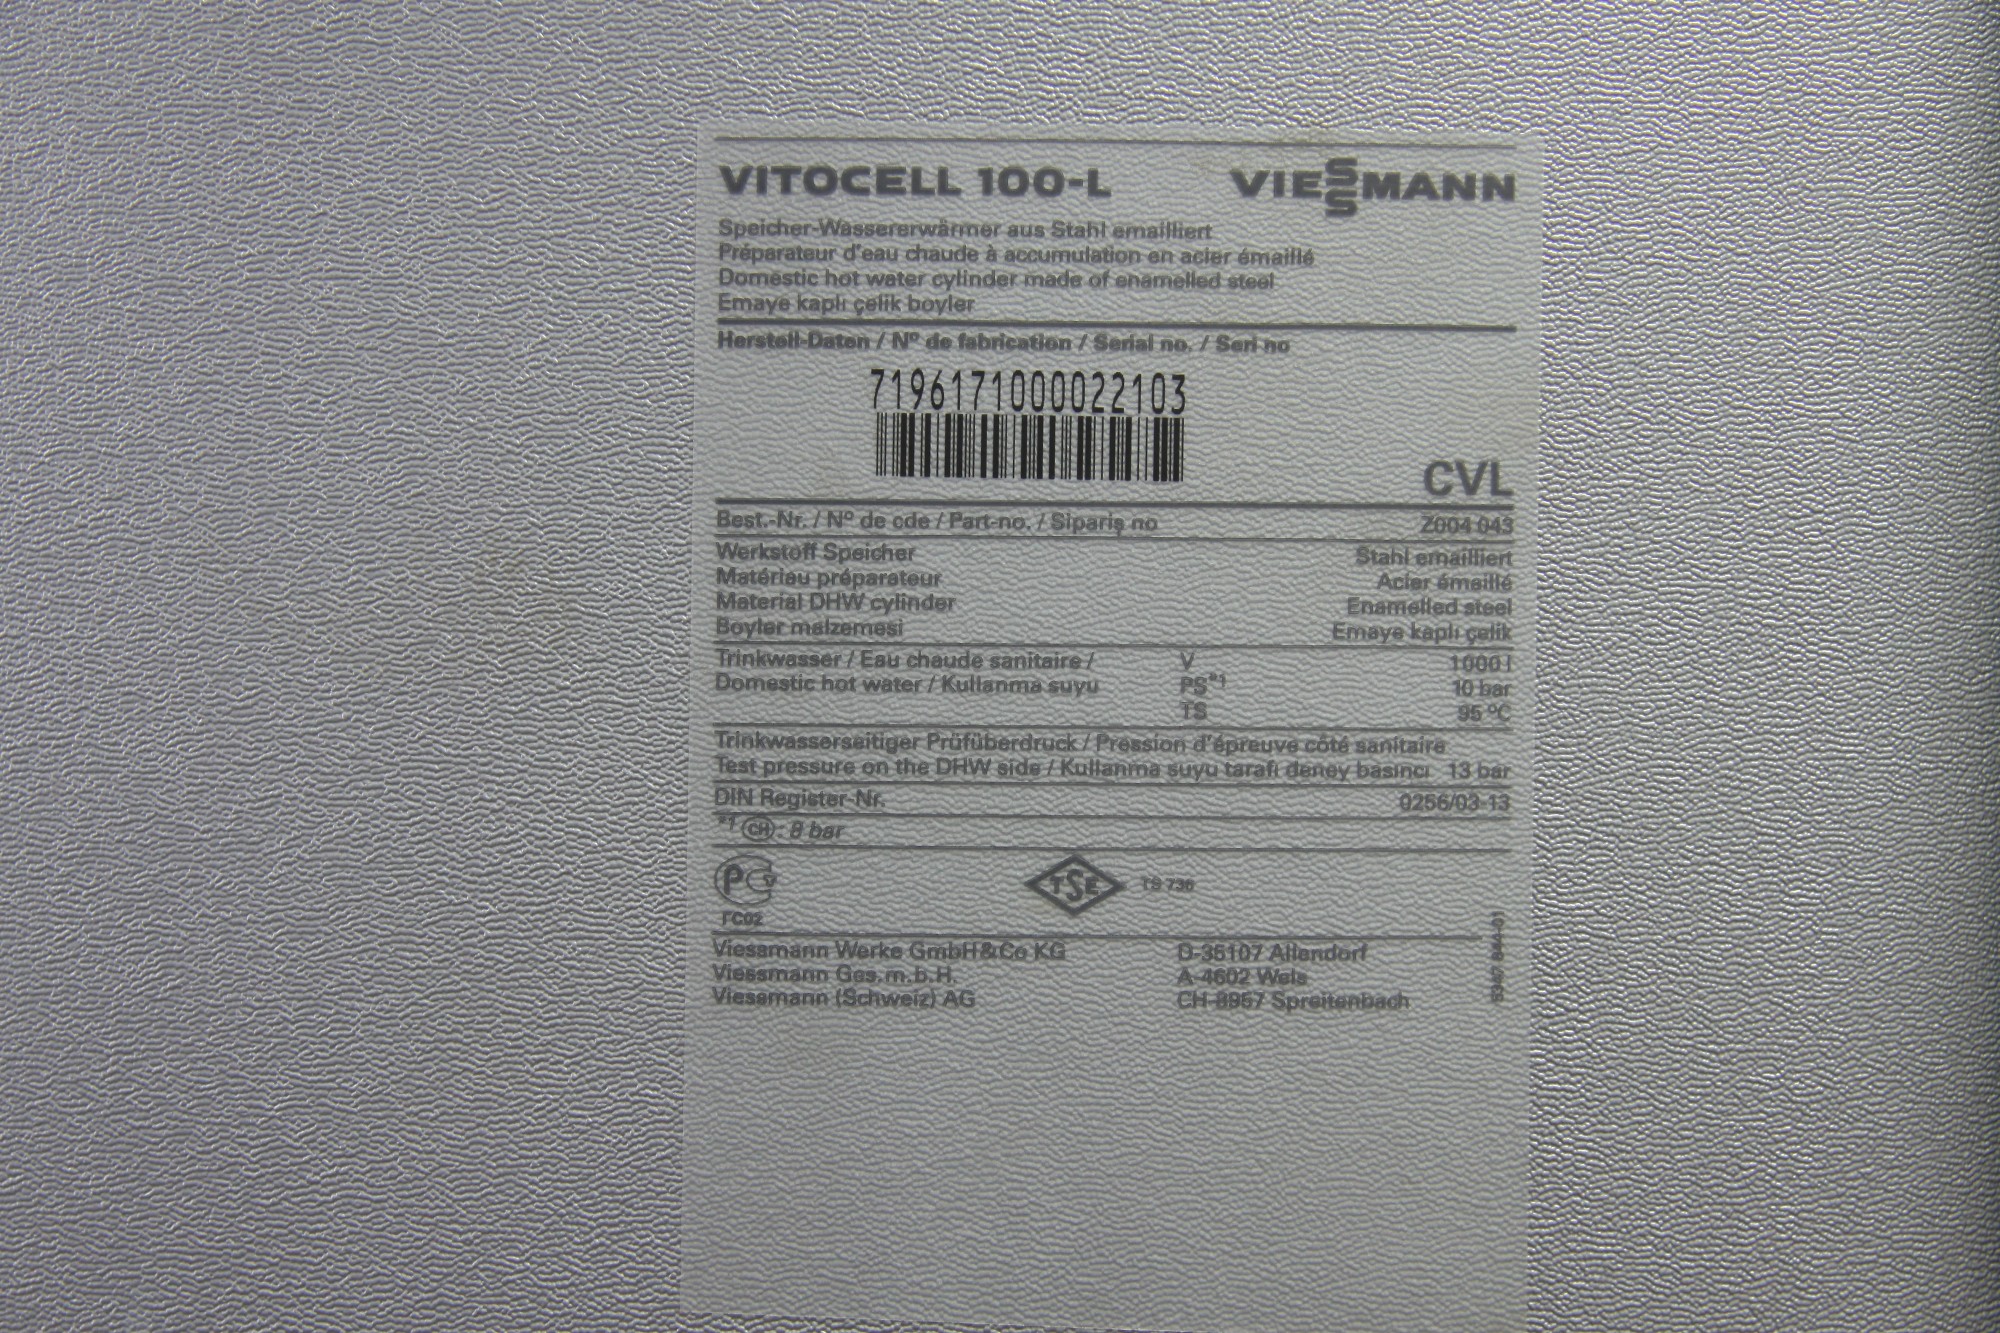 VITOCELL 100-L VIESSMANN
Speicher-Wassererwärmer aus Stahl emailliert
Préparateur d'eau chaude à accumulation en acier émaillé
Domestic hot water cylinder made of enamelled steel
Emaye kaplı çelik boyler
Herstell-Daten / Nº de fabrication / Serial no. / Seri no
7196171000022103
CVL
Best.-Nr. / Nº de cde / Part-no. / Sipariş no Z004 043
Werkstoff Speicher Stahl emailliert
Matériau préparateur Acier émaillé
Material DHW cylinder Enamelled steel
Boyler malzemesi Emaye kaplı çelik
Trinkwasser / Eau chaude sanitaire / V 1000 l
Domestic hot water / Kullanma suyu PS*1 10 bar
TS 95 ºC
Trinkwasserseitiger Prüfüberdruck / Pression d'épreuve côté sanitaire
Test pressure on the DHW side / Kullanma suyu tarafı deney basıncı 13 bar
DIN Register-Nr. 0256/03-13
*1 CH: 8 bar
TSE TS 736
ГС02
Viessmann Werke GmbH&Co KG D-35107 Allendorf
Viessmann Ges.m.b.H. A-4602 Wels
Viessmann (Schweiz) AG CH-8957 Spreitenbach